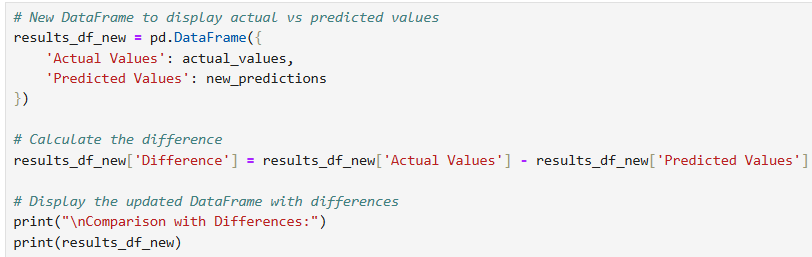 # New DataFrame to display actual vs predicted values
results_df_new = pd.DataFrame({
    'Actual Values': actual_values,
    'Predicted Values': new_predictions
})

# Calculate the difference
results_df_new['Difference'] = results_df_new['Actual Values'] - results_df_new['Predicted Values']

# Display the updated DataFrame with differences
print("\nComparison with Differences:")
print(results_df_new)